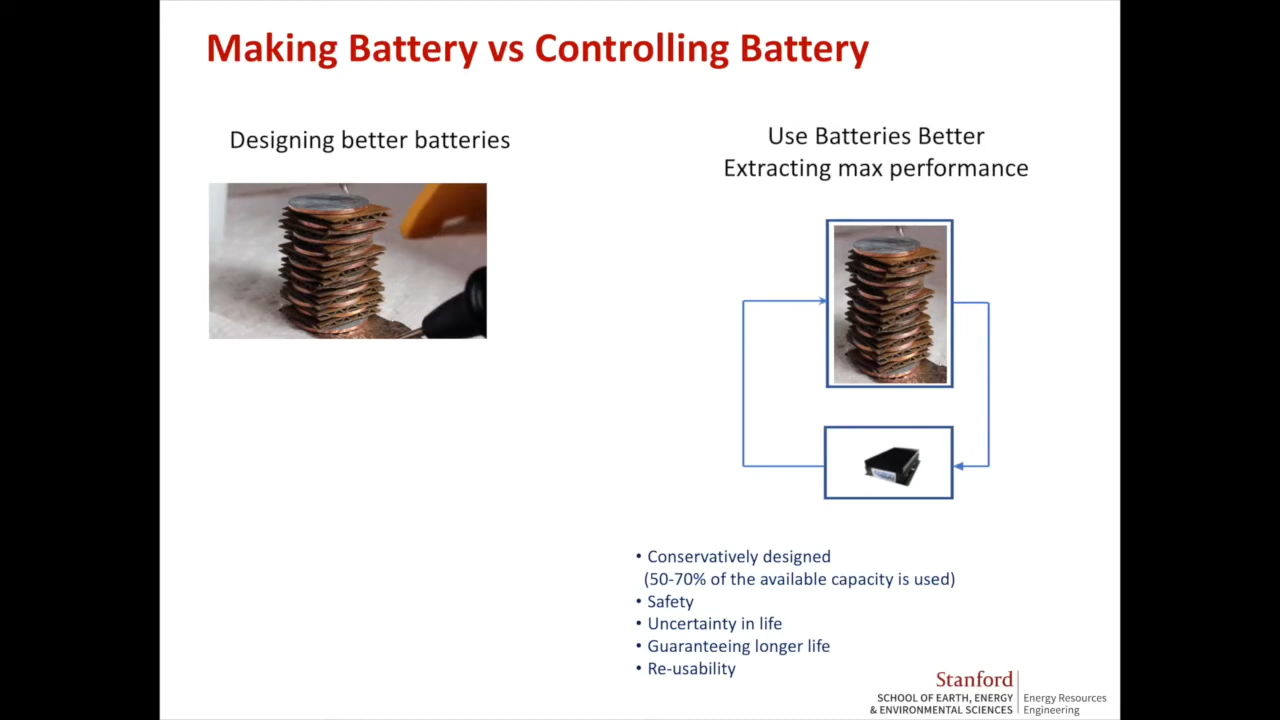 Making Battery vs Controlling Battery
Designing better batteries
Use Batteries Better
Extracting max performance
• Conservatively designed
(50-70% of the available capacity is used)
• Safety
• Uncertainty in life
• Guaranteeing longer life
• Re-usability
Stanford
SCHOOL OF EARTH, ENERGY
& ENVIRONMENTAL SCIENCES
Energy Resources
Engineering